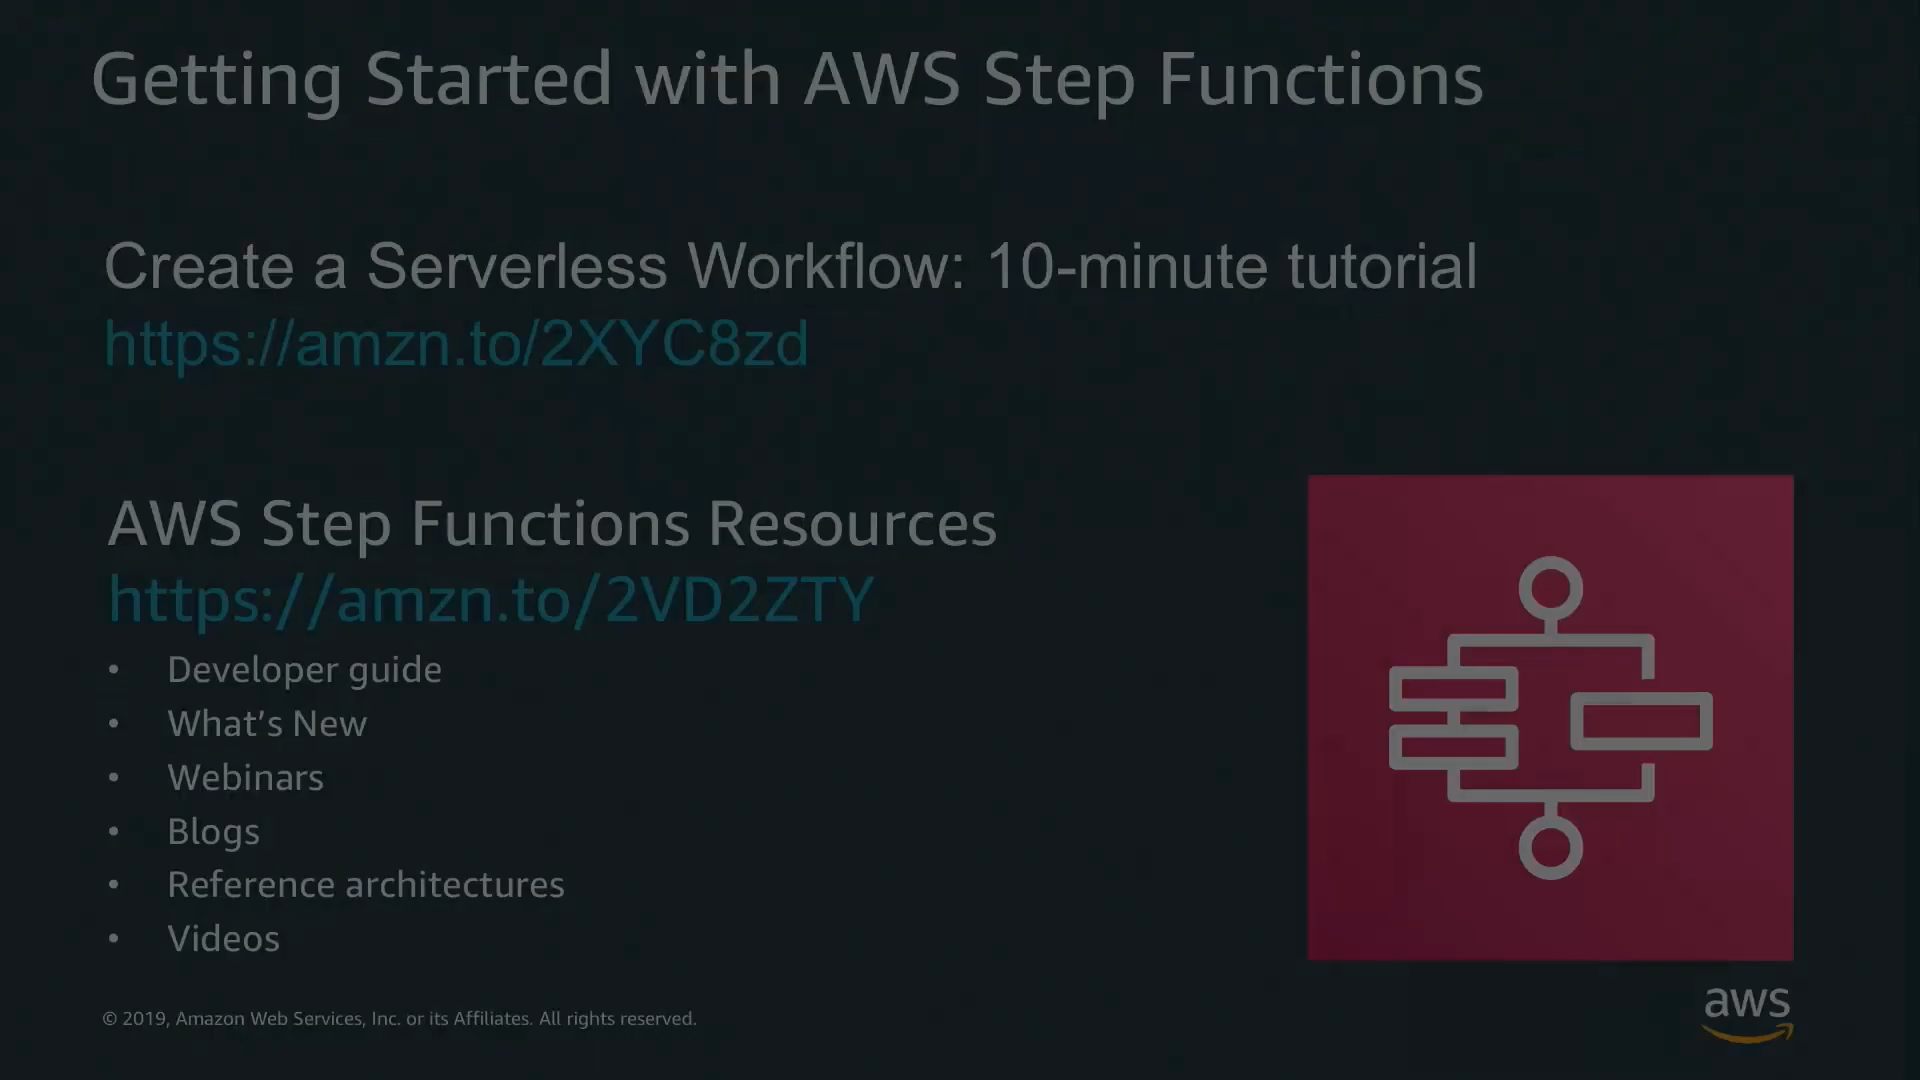 Getting Started with AWS Step Functions
Create a Serverless Workflow: 10-minute tutorial
https://amzn.to/2XYC8zd
AWS Step Functions Resources
https://amzn.to/2VD2ZTY
• Developer guide
• What’s New
• Webinars
• Blogs
• Reference architectures
• Videos
© 2019, Amazon Web Services, Inc. or its Affiliates. All rights reserved.
aws